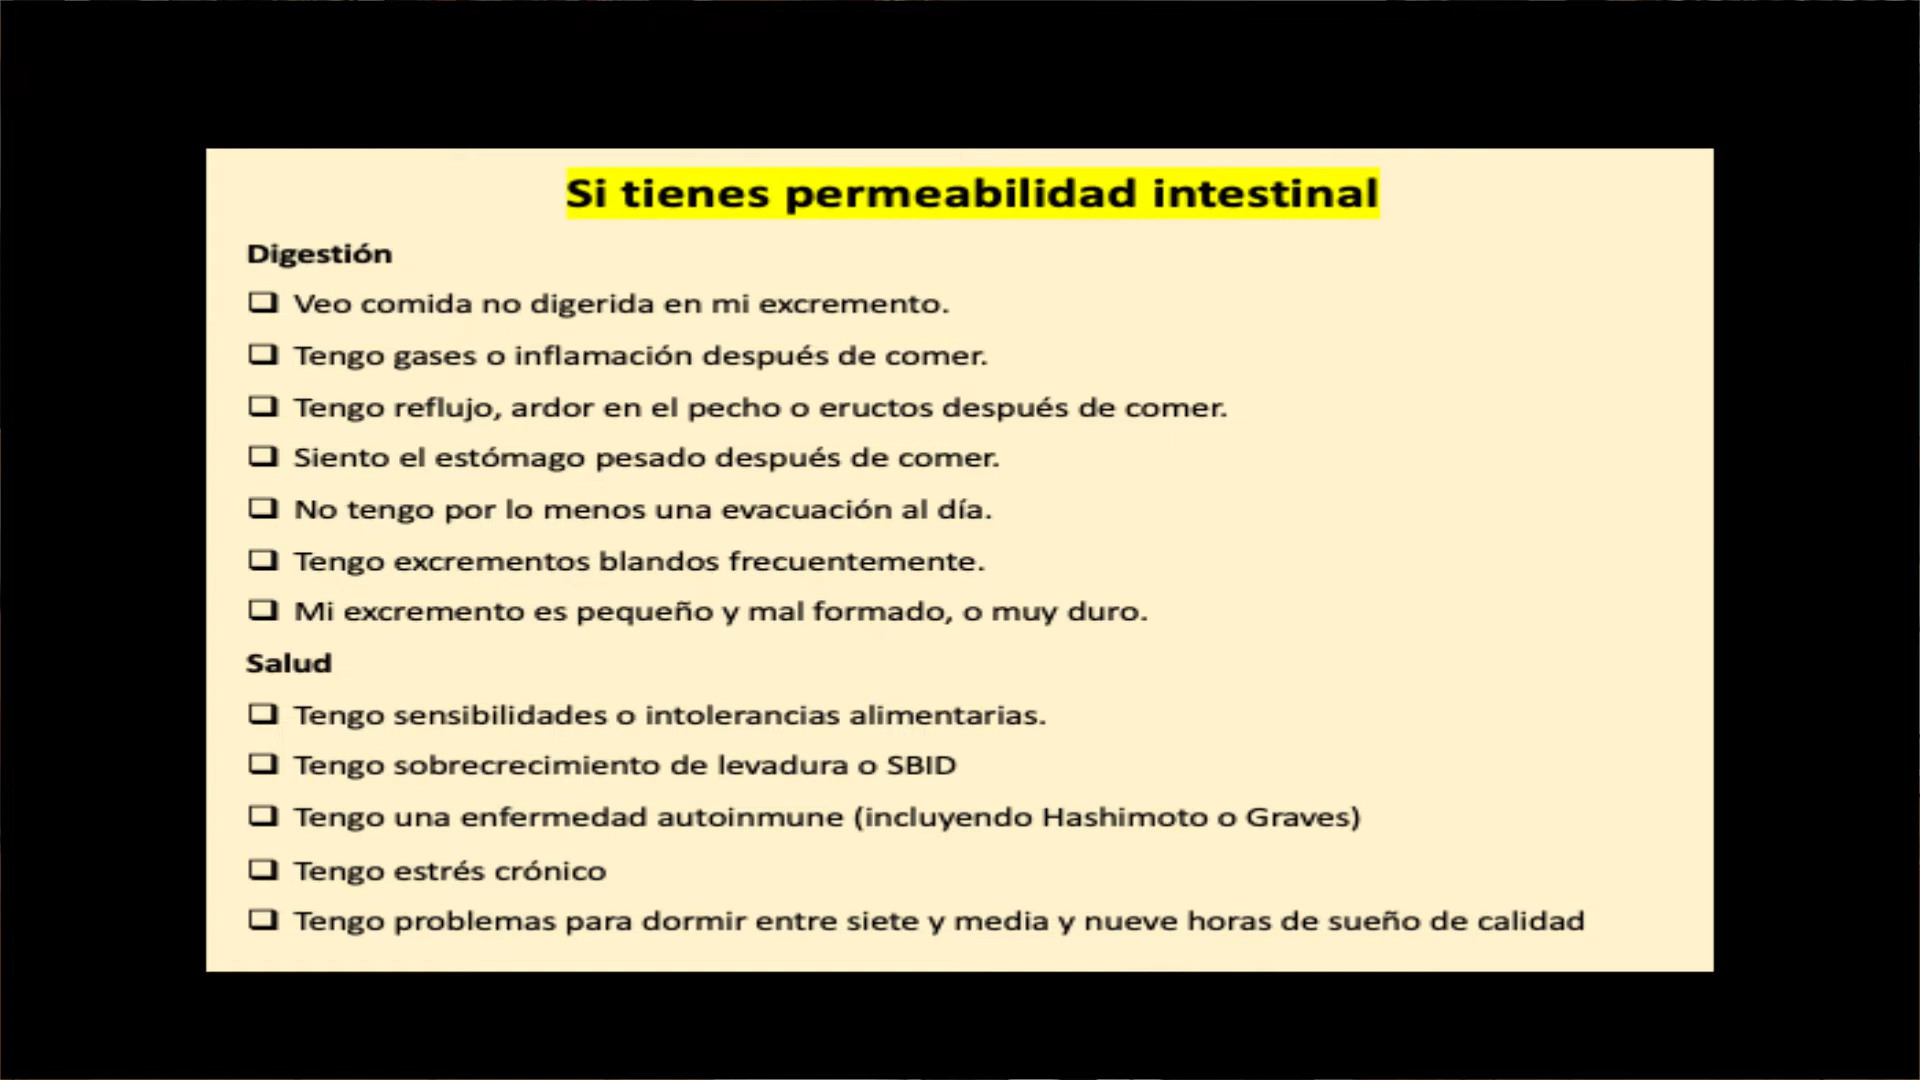 Si tienes permeabilidad intestinal
Digestión
Veo comida no digerida en mi excremento.
Tengo gases o inflamación después de comer.
Tengo reflujo, ardor en el pecho o eructos después de comer.
Siento el estómago pesado después de comer.
No tengo por lo menos una evacuación al día.
Tengo excrementos blandos frecuentemente.
Mi excremento es pequeño y mal formado, o muy duro.
Salud
Tengo sensibilidades o intolerancias alimentarias.
Tengo sobrecrecimiento de levadura o SBID
Tengo una enfermedad autoinmune (incluyendo Hashimoto o Graves)
Tengo estrés crónico
Tengo problemas para dormir entre siete y media y nueve horas de sueño de calidad